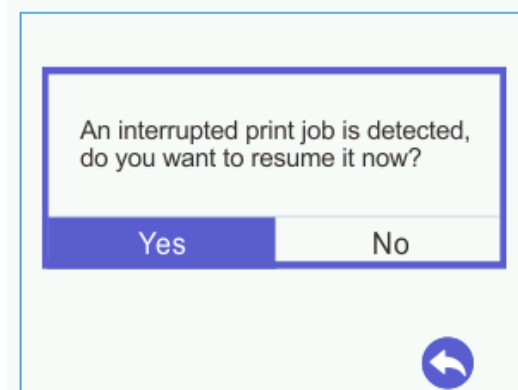 An interrupted print job is detected,
do you want to resume it now?
Yes No